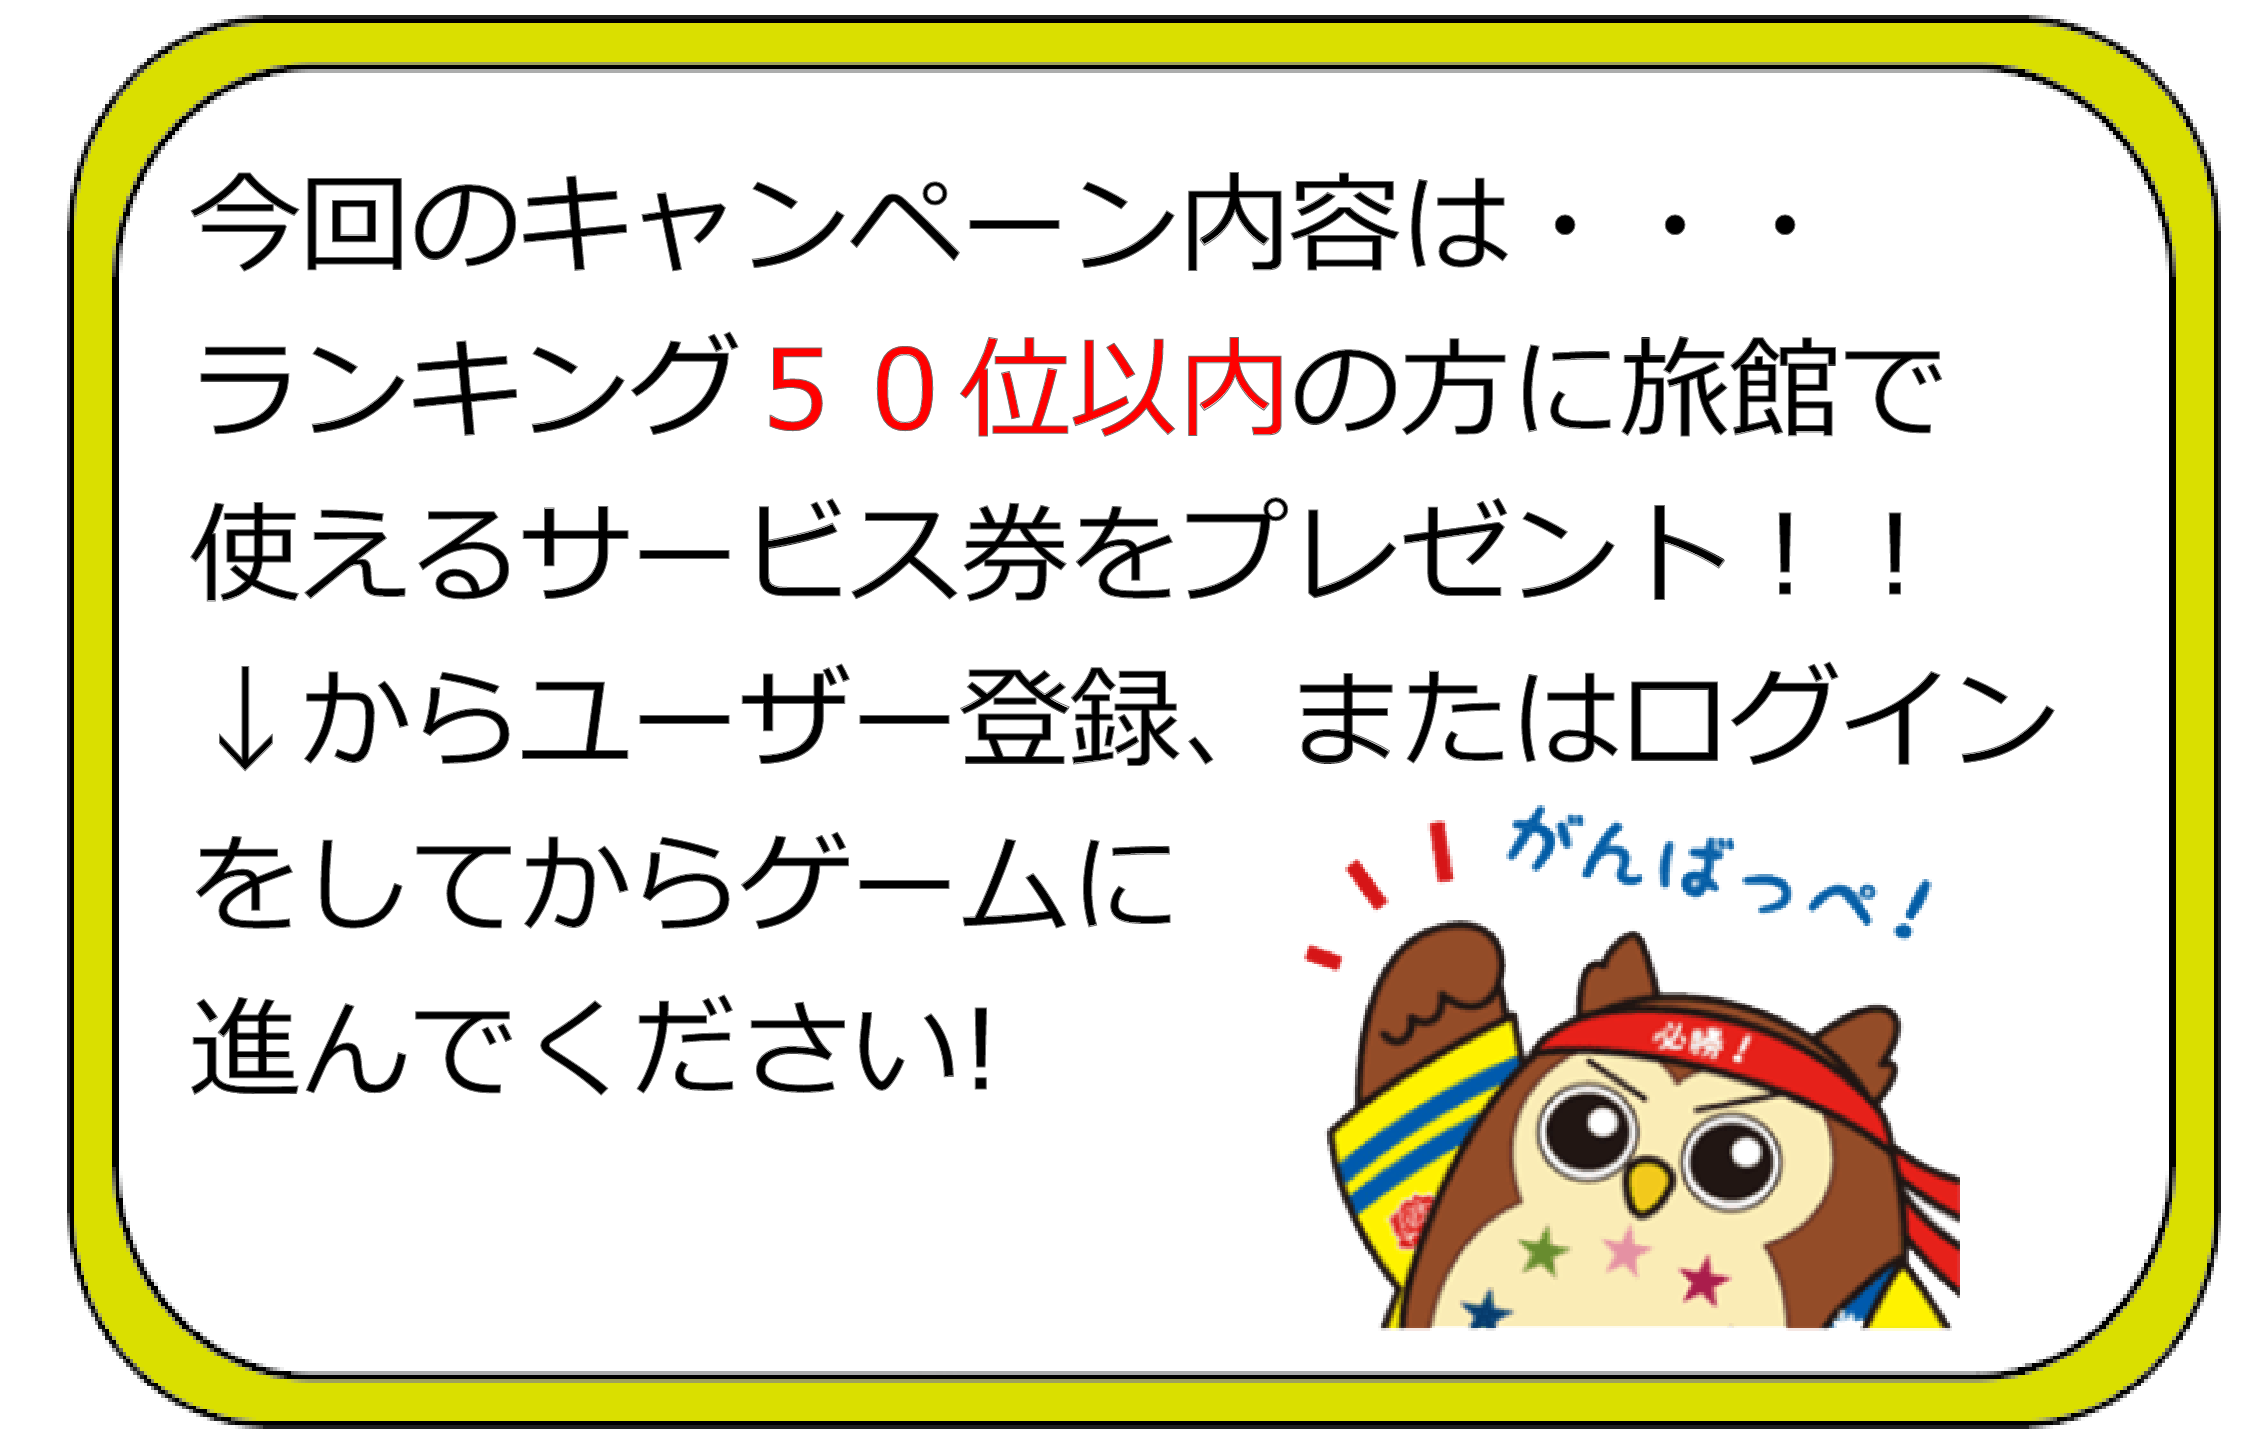 今回のキャンペーン内容は・・・
ランキング５０位以内の方に旅館で
使えるサービス券をプレゼント！！
↓からユーザー登録、またはログイン
をしてからゲームに
進んでください!
がんばっぺ！
必勝！